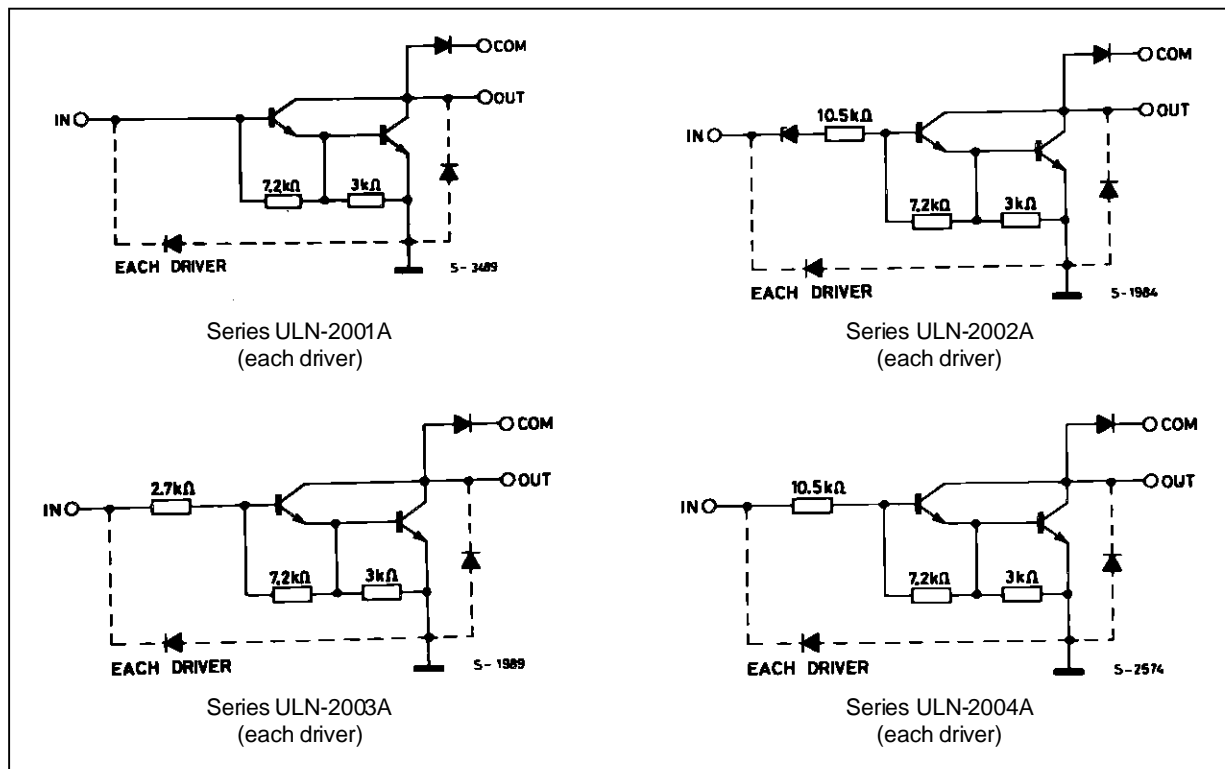 COM
OUT
IN
7.2kΩ 3kΩ
EACH DRIVER
S-3489
Series ULN-2001A
(each driver)
COM
OUT
10.5kΩ
IN
7.2kΩ 3kΩ
EACH DRIVER
S-1984
Series ULN-2002A
(each driver)
COM
OUT
2.7kΩ
IN
7.2kΩ 3kΩ
EACH DRIVER
S-1989
Series ULN-2003A
(each driver)
COM
OUT
10.5kΩ
IN
7.2kΩ 3kΩ
EACH DRIVER
S-2574
Series ULN-2004A
(each driver)